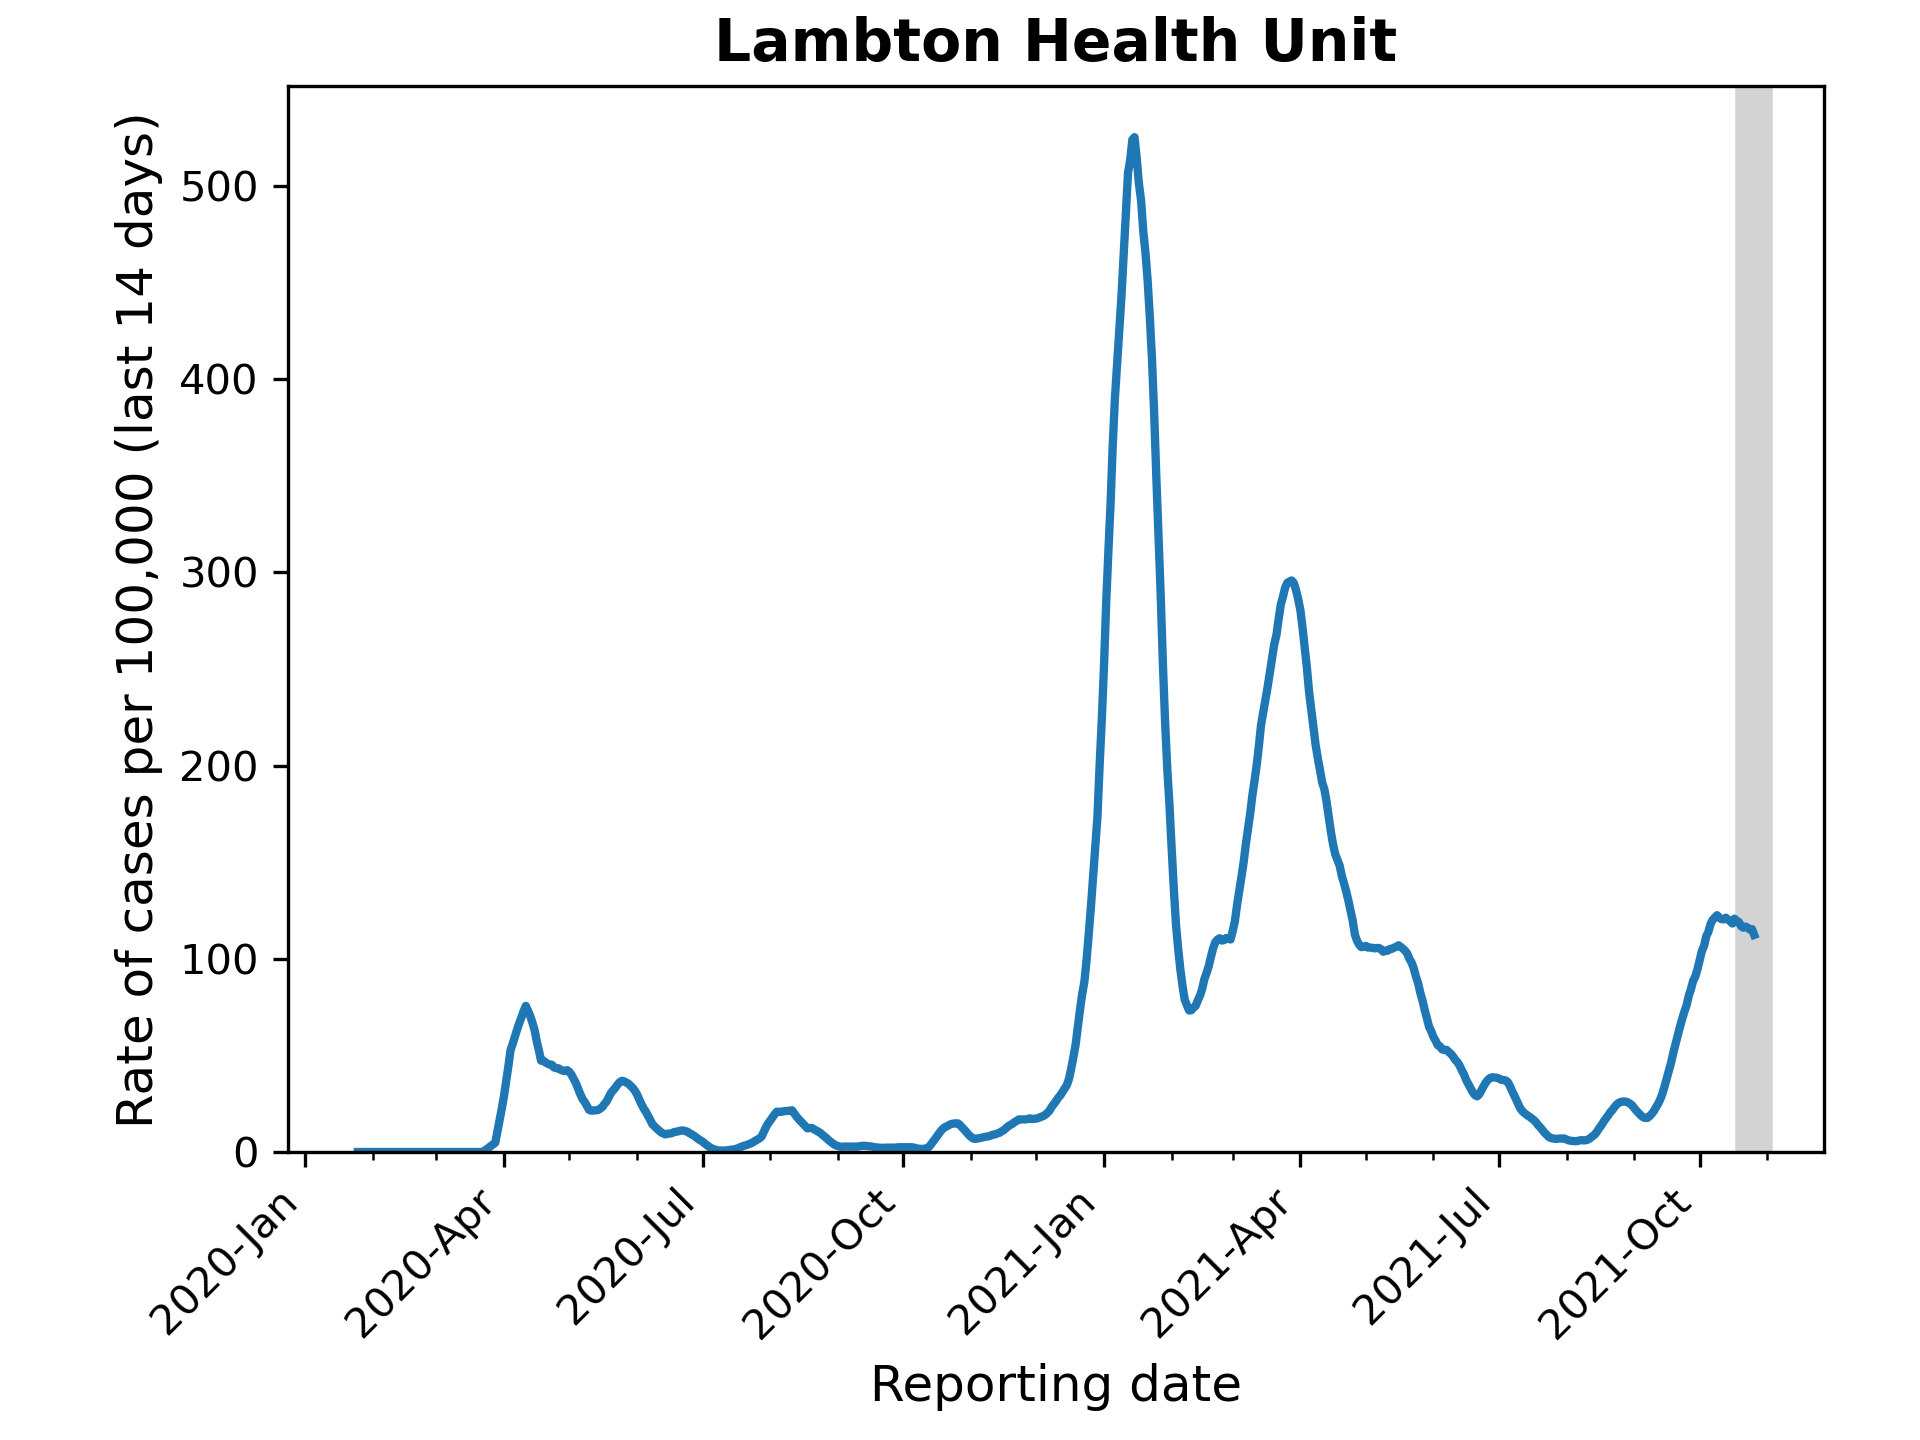 Lambton Health Unit
Rate of cases per 100,000 (last 14 days)
500
400
300
200
100
0
2020-Jan
2020-Apr
2020-Jul
2020-Oct
2021-Jan
2021-Apr
2021-Jul
2021-Oct
Reporting date